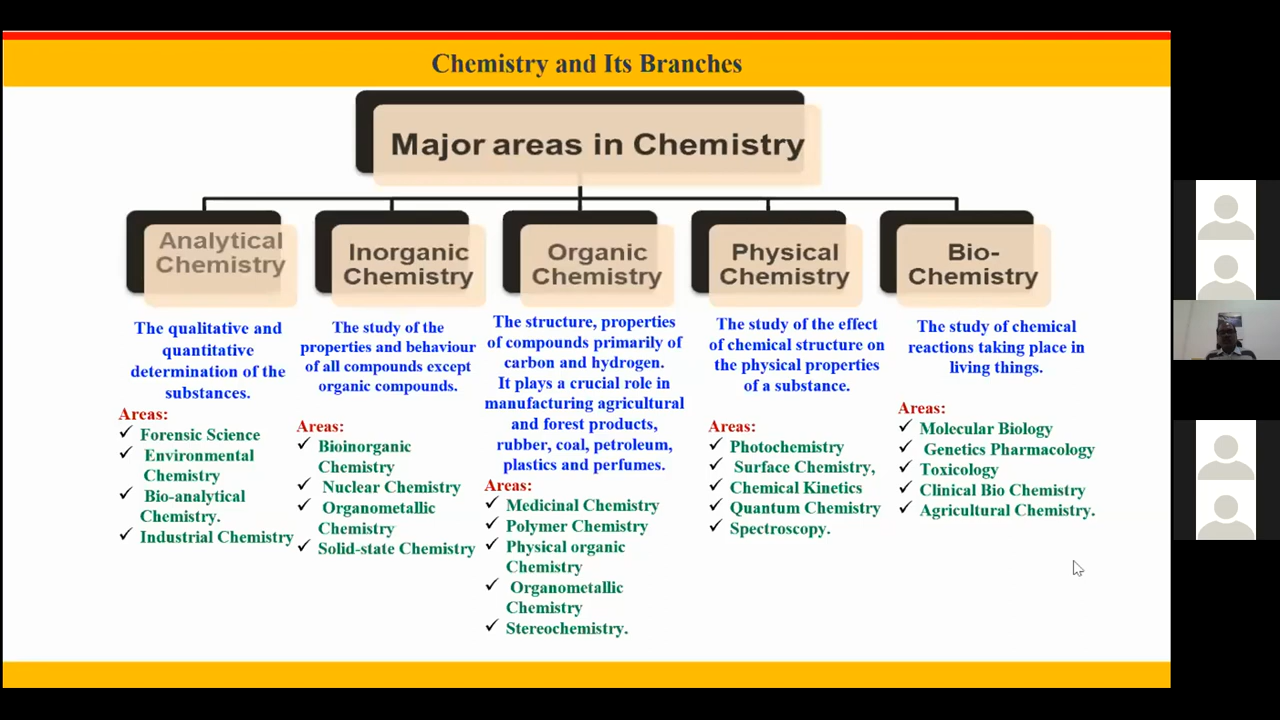 Chemistry and Its Branches
Major areas in Chemistry
Analytical
Chemistry
The qualitative and
quantitative
determination of the
substances.
Areas:
✓ Forensic Science
✓ Environmental
Chemistry
✓ Bio-analytical
Chemistry.
✓ Industrial Chemistry
Inorganic
Chemistry
The study of the
properties and behaviour
of all compounds except
organic compounds.
Areas:
✓ Bioinorganic
Chemistry
✓ Nuclear Chemistry
✓ Organometallic
Chemistry
✓ Solid-state Chemistry
Organic
Chemistry
The structure, properties
of compounds primarily of
carbon and hydrogen.
It plays a crucial role in
manufacturing agricultural
and forest products,
rubber, coal, petroleum,
plastics and perfumes.
Areas:
✓ Medicinal Chemistry
✓ Polymer Chemistry
✓ Physical organic
Chemistry
✓ Organometallic
Chemistry
✓ Stereochemistry.
Physical
Chemistry
The study of the effect
of chemical structure on
the physical properties
of a substance.
Areas:
✓ Photochemistry
✓ Surface Chemistry,
✓ Chemical Kinetics
✓ Quantum Chemistry
✓ Spectroscopy.
Bio-
Chemistry
The study of chemical
reactions taking place in
living things.
Areas:
✓ Molecular Biology
✓ Genetics Pharmacology
✓ Toxicology
✓ Clinical Bio Chemistry
✓ Agricultural Chemistry.